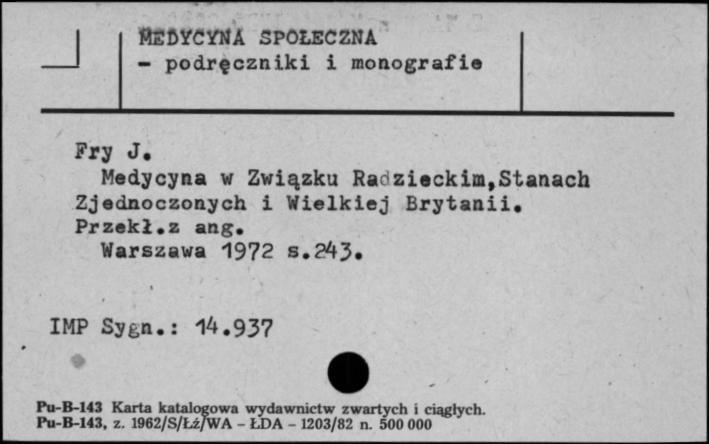 MEDYCYNA SPOŁECZNA
- podręczniki i monografie
Fry J.
Medycyna w Związku Radzieckim,Stanach
Zjednoczonych i Wielkiej Brytanii.
Przekł.z ang.
Warszawa 1972 s.243.
IMP Sygn.: 14.937
Pu-B-143 Karta katalogowa wydawnictw zwartych i ciągłych.
Pu-B-143, z. 1962/S/Łź/WA - ŁDA - 1203/82 n. 500 000